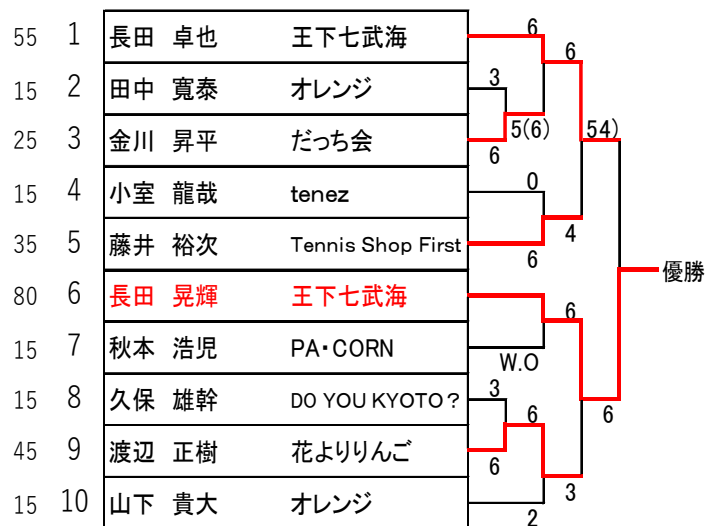 55 1 長田 卓也 王下七武海
6
6
15 2 田中 寛泰 オレンジ
3
25 3 金川 昇平 だっち会
5(6)
54)
6
15 4 小室 龍哉 tenez
0
4
35 5 藤井 裕次 Tennis Shop First
6
優勝
80 6 長田 晃輝 王下七武海
6
15 7 秋本 浩児 PA・CORN
W.O
15 8 久保 雄幹 DO YOU KYOTO?
3
6
6
45 9 渡辺 正樹 花よりりんご
6
3
15 10 山下 貴大 オレンジ
2